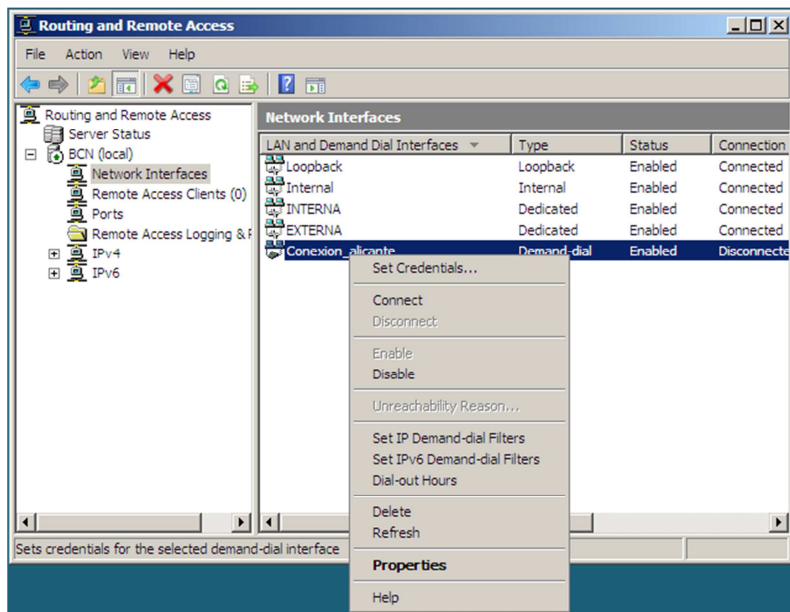 Routing and Remote Access
File Action View Help
Routing and Remote Access
Server Status
BCN (local)
Network Interfaces
Remote Access Clients (0)
Ports
Remote Access Logging &
IPv4
IPv6
Network Interfaces
LAN and Demand Dial Interfaces Type Status Connection
Loopback Loopback Enabled Connected
Internal Internal Enabled Connected
INTERNA Dedicated Enabled Connected
EXTERNA Dedicated Enabled Connected
Conexion_alicante Demand-dial Enabled Disconnecte
Set Credentials...
Connect
Disconnect
Enable
Disable
Unreachability Reason...
Set IP Demand-dial Filters
Set IPv6 Demand-dial Filters
Dial-out Hours
Delete
Refresh
Properties
Help
Sets credentials for the selected demand-dial interface